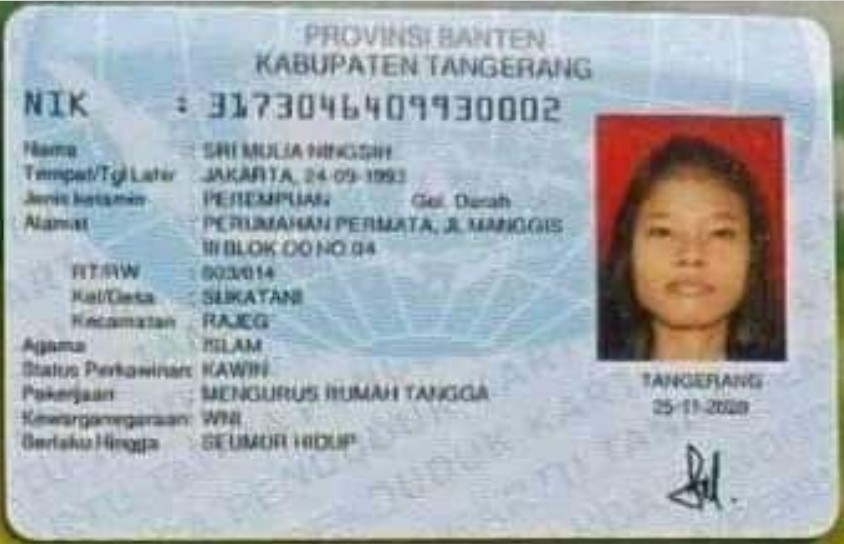 PROVINSI BANTEN
KABUPATEN TANGERANG
NIK : 3173046409930002
Nama : SRI MULIA NINGSIH
Tempat/Tgl Lahir : JAKARTA, 24-09-1993
Jenis kelamin : PEREMPUAN Gol. Darah
Alamat : PERUMAHAN PERMATA, JL MANGGIS
III BLOK NO.04
RT/RW : 003/014
Kel/Desa : SUKATANI
Kecamatan : RAJEG
Agama : ISLAM
Status Perkawinan: KAWIN
Pekerjaan : MENGURUS RUMAH TANGGA
Kewarganegaraan: WNI
Berlaku Hingga : SEUMUR HIDUP
TANGERANG
25-11-2020